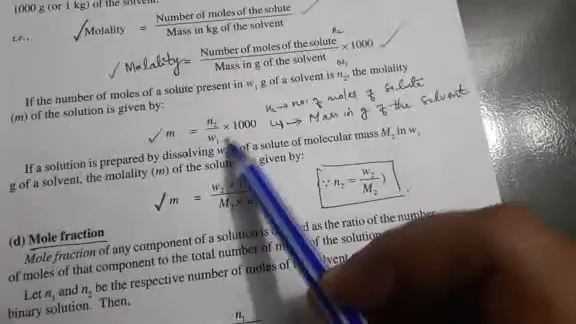 1000 g (or 1 kg) of the solvent.
i.e., ✓ Molality = Number of moles of the solute / Mass in kg of the solvent
✓ Molality = Number of moles of the solute / Mass in g of the solvent × 1000
n₂
w₁
If the number of moles of a solute present in w₁ g of a solvent is n₂, the molality
(m) of the solution is given by:
n₂ → no. of moles of solute
✓ m = n₂ / w₁ × 1000
w₁ → Mass in g of the solvent
If a solution is prepared by dissolving w₂ of a solute of molecular mass M₂ in w₁
g of a solvent, the molality (m) of the solution given by:
✓ m = w₂ × / M₂ ×
(∵ n₂ = w₂ / M₂)
(d) Mole fraction
Mole fraction of any component of a solution is as the ratio of the number
of moles of that component to the total number of of the solution
Let n₁ and n₂ be the respective number of moles of solvent
binary solution. Then,
n₁